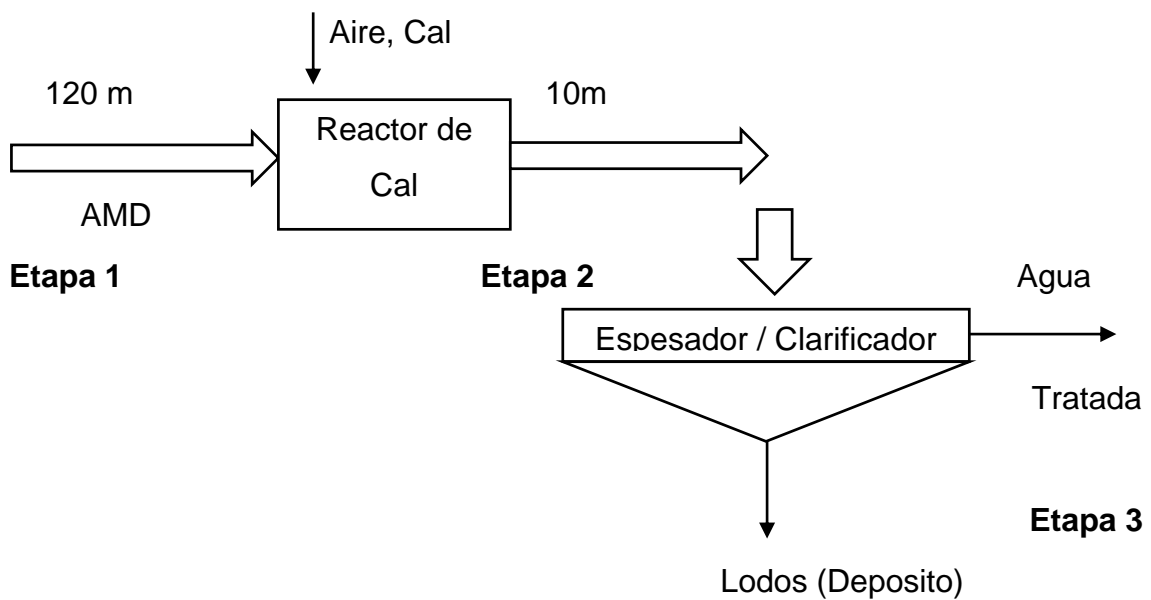 Aire, Cal
120 m
10m
Reactor de
Cal
AMD
Etapa 1
Etapa 2
Agua
Espesador / Clarificador
Tratada
Etapa 3
Lodos (Deposito)